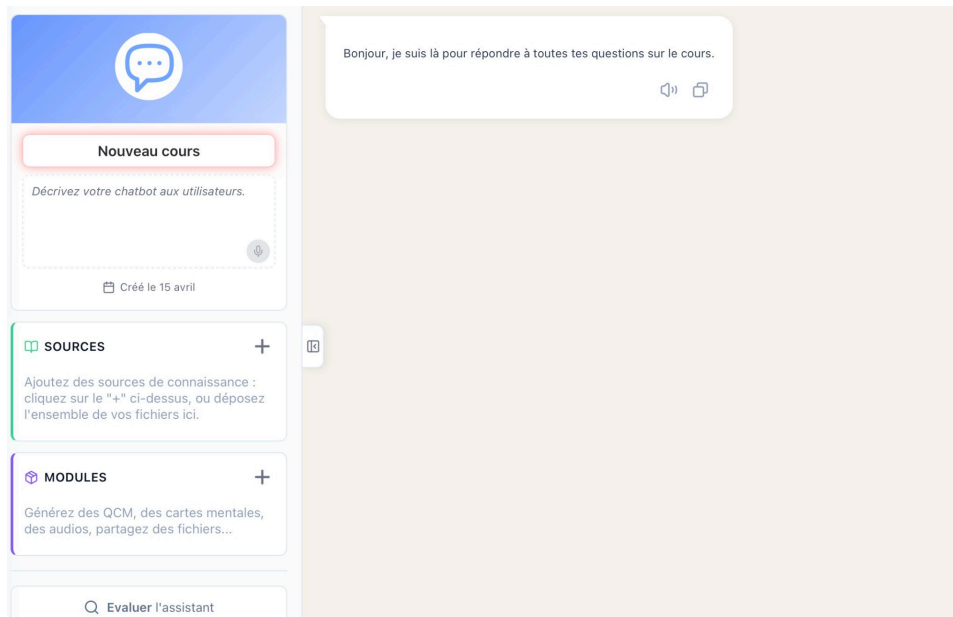 Bonjour, je suis là pour répondre à toutes tes questions sur le cours.
Nouveau cours
Décrivez votre chatbot aux utilisateurs.
Créé le 15 avril
SOURCES
Ajoutez des sources de connaissance :
cliquez sur le "+" ci-dessus, ou déposez
l'ensemble de vos fichiers ici.
MODULES
Générez des QCM, des cartes mentales,
des audios, partagez des fichiers...
Evaluer l'assistant